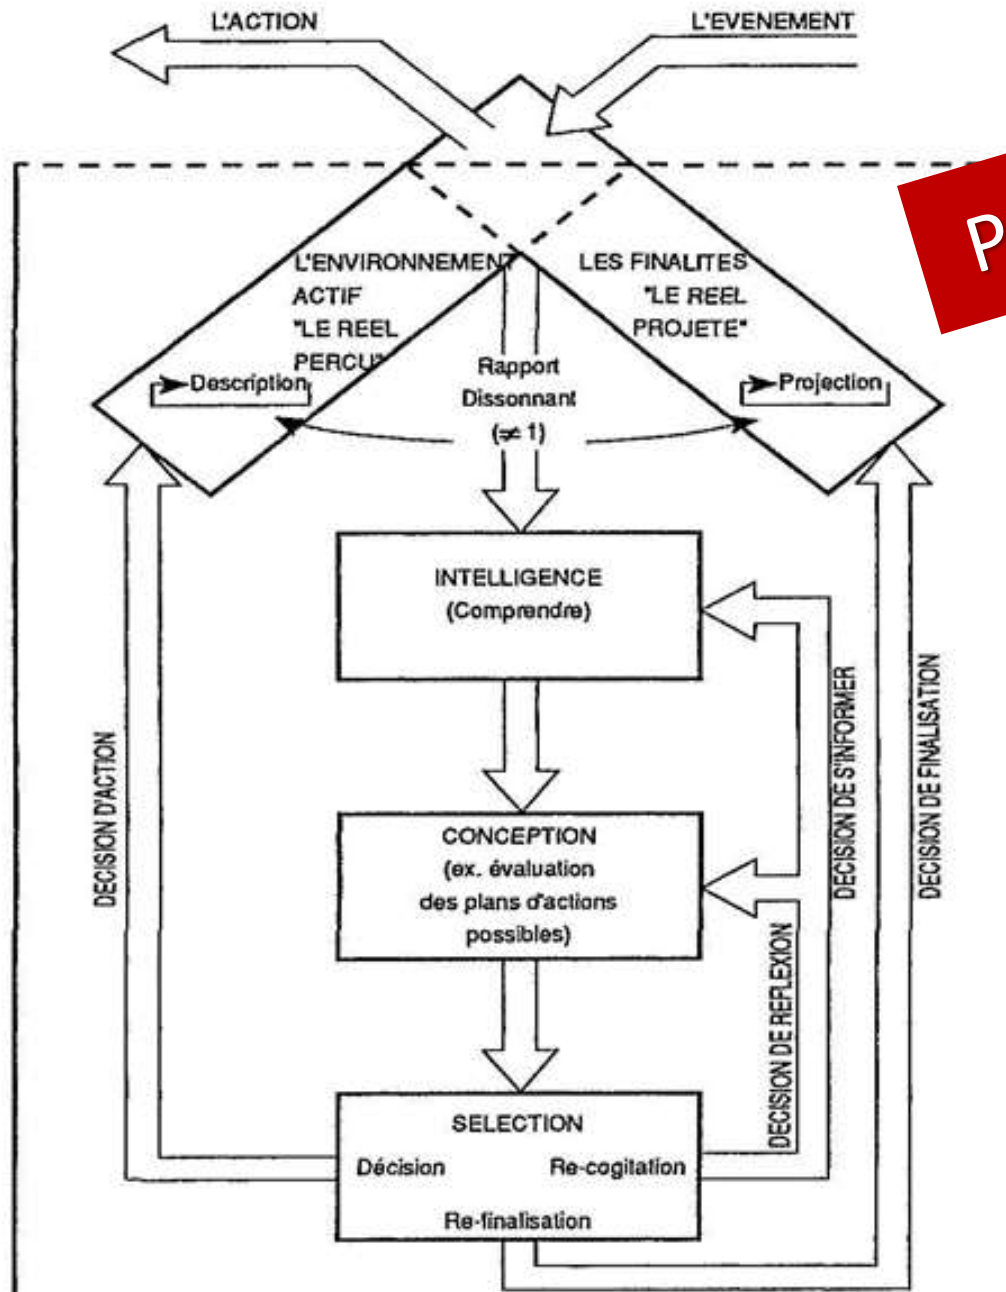 L'ACTION
L'EVENEMENT
P
L'ENVIRONNEMENT
ACTIF
"LE REEL
PERCU"
Description
LES FINALITES
"LE REEL
PROJETE"
Projection
Rapport
Dissonnant
(≠ 1)
INTELLIGENCE
(Comprendre)
CONCEPTION
(ex. évaluation
des plans d'actions
possibles)
SELECTION
Décision
Re-cogitation
Re-finalisation
DECISION D'ACTION
DECISION DE REFLEXION
DECISION DE S'INFORMER
DECISION DE FINALISATION